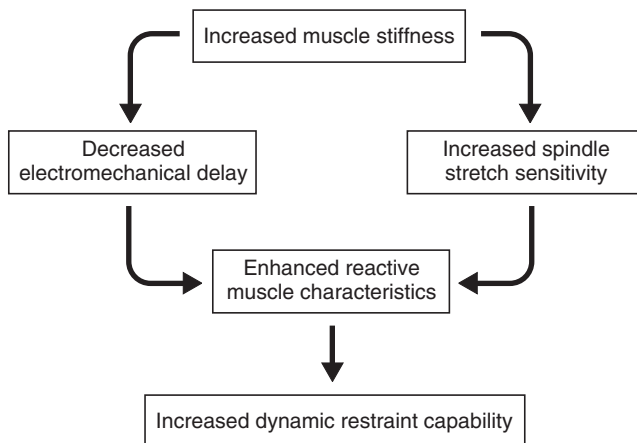 Increased muscle stiffness
Decreased
electromechanical delay
Increased spindle
stretch sensitivity
Enhanced reactive
muscle characteristics
Increased dynamic restraint capability